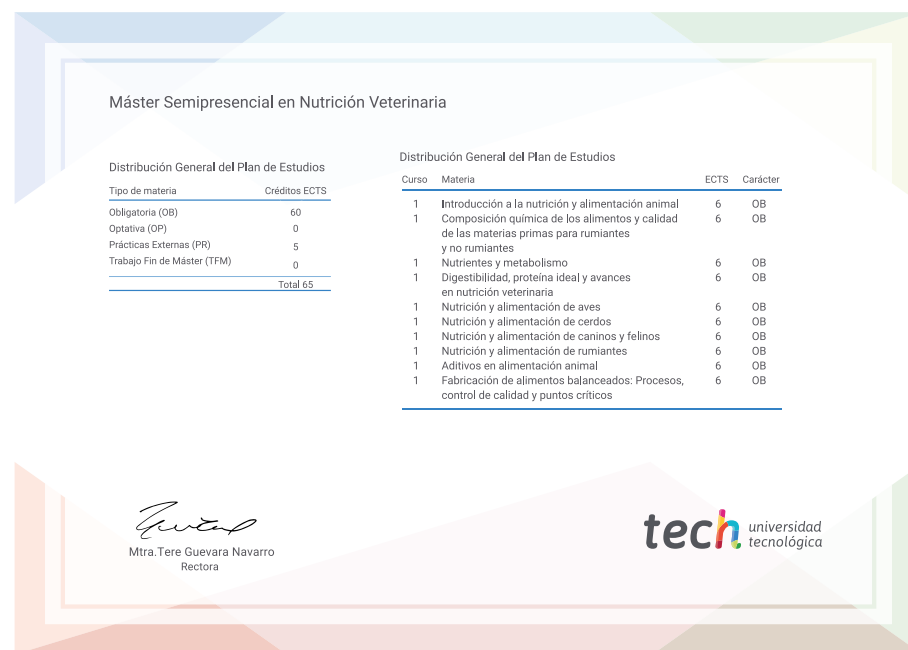 Máster Semipresencial en Nutrición Veterinaria
Distribución General del Plan de Estudios
Tipo de materia Créditos ECTS
Obligatoria (OB) 60
Optativa (OP) 0
Prácticas Externas (PR) 5
Trabajo Fin de Máster (TFM) 0
Total 65
Distribución General del Plan de Estudios
Curso Materia ECTS Carácter
1 Introducción a la nutrición y alimentación animal 6 OB
1 Composición química de los alimentos y calidad 6 OB
de las materias primas para rumiantes
y no rumiantes
1 Nutrientes y metabolismo 6 OB
1 Digestibilidad, proteína ideal y avances 6 OB
en nutrición veterinaria
1 Nutrición y alimentación de aves 6 OB
1 Nutrición y alimentación de cerdos 6 OB
1 Nutrición y alimentación de caninos y felinos 6 OB
1 Nutrición y alimentación de rumiantes 6 OB
1 Aditivos en alimentación animal 6 OB
1 Fabricación de alimentos balanceados: Procesos, 6 OB
control de calidad y puntos críticos
Mtra.Tere Guevara Navarro
Rectora
tech universidad
tecnológica